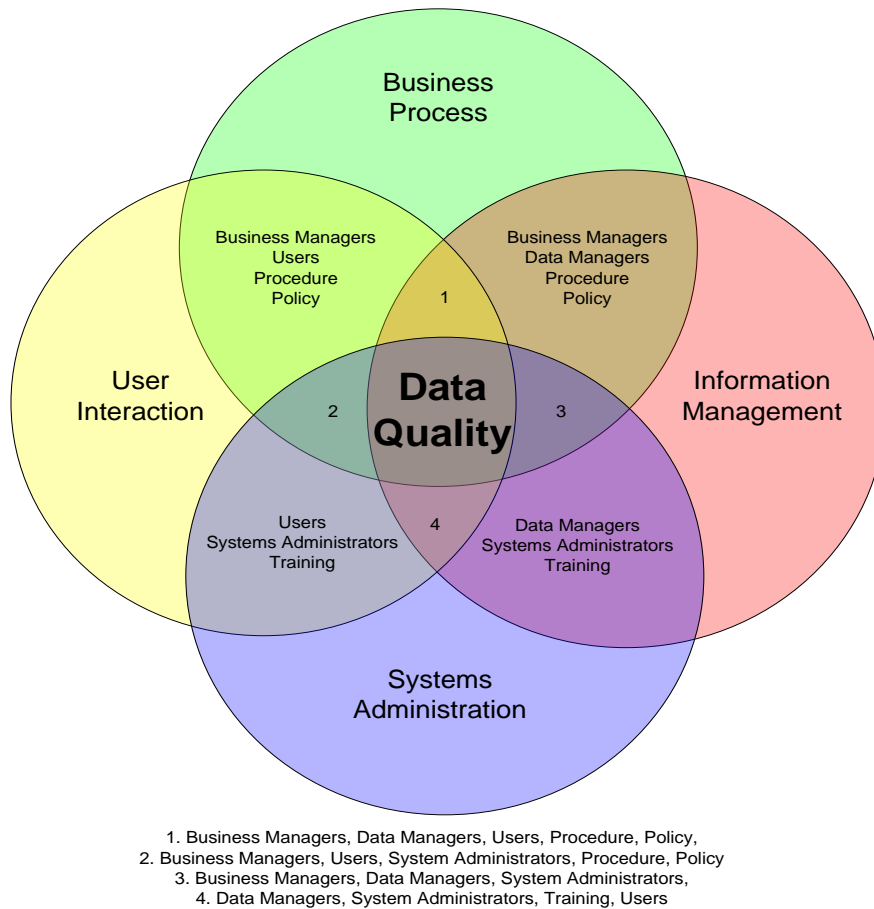 Business
Process
Business Managers
Users
Procedure
Policy
Business Managers
Data Managers
Procedure
Policy
1
User
Interaction
2
Data
Quality
3
Information
Management
Users
Systems Administrators
Training
4
Data Managers
Systems Administrators
Training
Systems
Administration
1. Business Managers, Data Managers, Users, Procedure, Policy,
2. Business Managers, Users, System Administrators, Procedure, Policy
3. Business Managers, Data Managers, System Administrators,
4. Data Managers, System Administrators, Training, Users